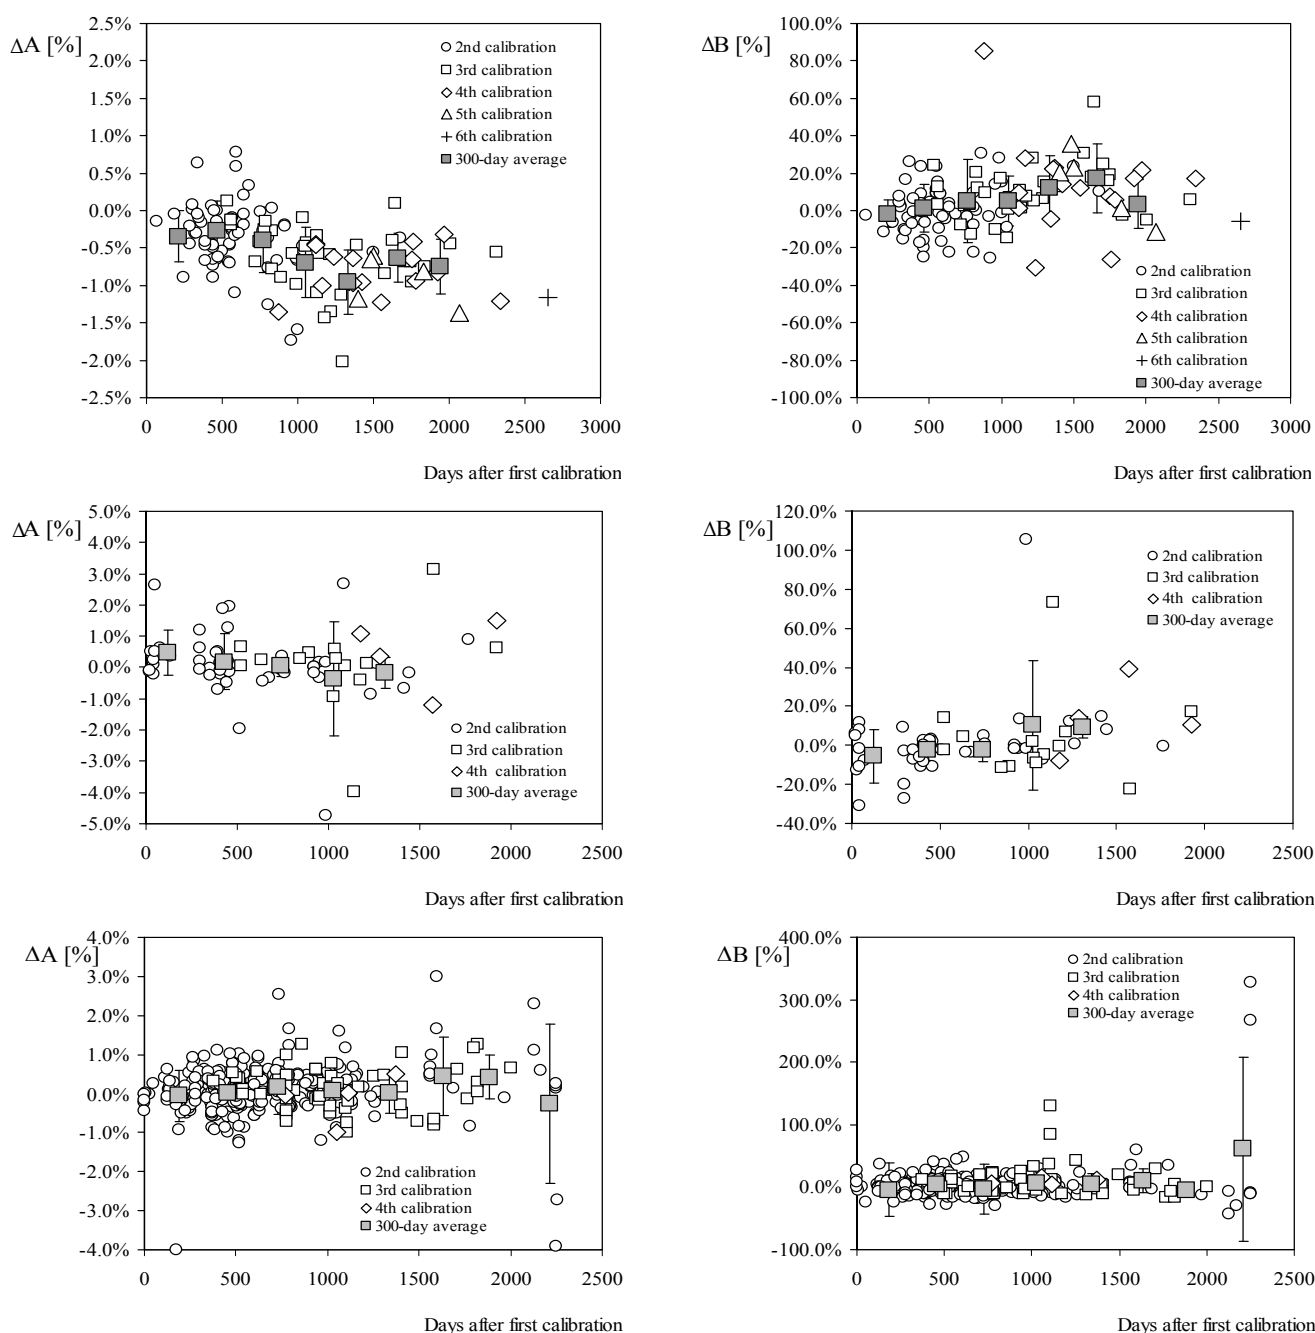 ΔA [%]
2.5%
2.0%
1.5%
1.0%
0.5%
0.0%
-0.5%
-1.0%
-1.5%
-2.0%
-2.5%
0 500 1000 1500 2000 2500 3000
Days after first calibration
2nd calibration
3rd calibration
4th calibration
5th calibration
6th calibration
300-day average
ΔB [%]
100.0%
80.0%
60.0%
40.0%
20.0%
0.0%
-20.0%
-40.0%
-60.0%
-80.0%
-100.0%
0 500 1000 1500 2000 2500 3000
Days after first calibration
2nd calibration
3rd calibration
4th calibration
5th calibration
6th calibration
300-day average
ΔA [%]
5.0%
4.0%
3.0%
2.0%
1.0%
0.0%
-1.0%
-2.0%
-3.0%
-4.0%
-5.0%
0 500 1000 1500 2000 2500
Days after first calibration
2nd calibration
3rd calibration
4th calibration
300-day average
ΔB [%]
120.0%
100.0%
80.0%
60.0%
40.0%
20.0%
0.0%
-20.0%
-40.0%
0 500 1000 1500 2000 2500
Days after first calibration
2nd calibration
3rd calibration
4th calibration
300-day average
ΔA [%]
4.0%
3.0%
2.0%
1.0%
0.0%
-1.0%
-2.0%
-3.0%
-4.0%
0 500 1000 1500 2000 2500
Days after first calibration
2nd calibration
3rd calibration
4th calibration
300-day average
ΔB [%]
400.0%
300.0%
200.0%
100.0%
0.0%
-100.0%
0 500 1000 1500 2000 2500
Days after first calibration
2nd calibration
3rd calibration
4th calibration
300-day average